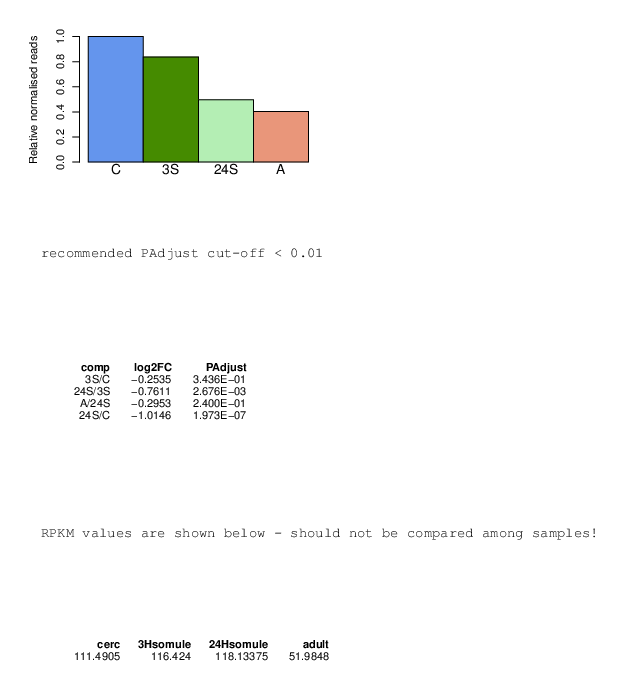 Relative normalised reads
1.0
0.8
0.6
0.4
0.2
0.0
C 3S 24S A
recommended PAdjust cut-off < 0.01
comp log2FC PAdjust
3S/C −0.2535 3.436E−01
24S/3S −0.7611 2.676E−03
A/24S −0.2953 2.400E−01
24S/C −1.0146 1.973E−07
RPKM values are shown below - should not be compared among samples!
cerc 3Hsomule 24Hsomule adult
111.4905 116.424 118.13375 51.9848